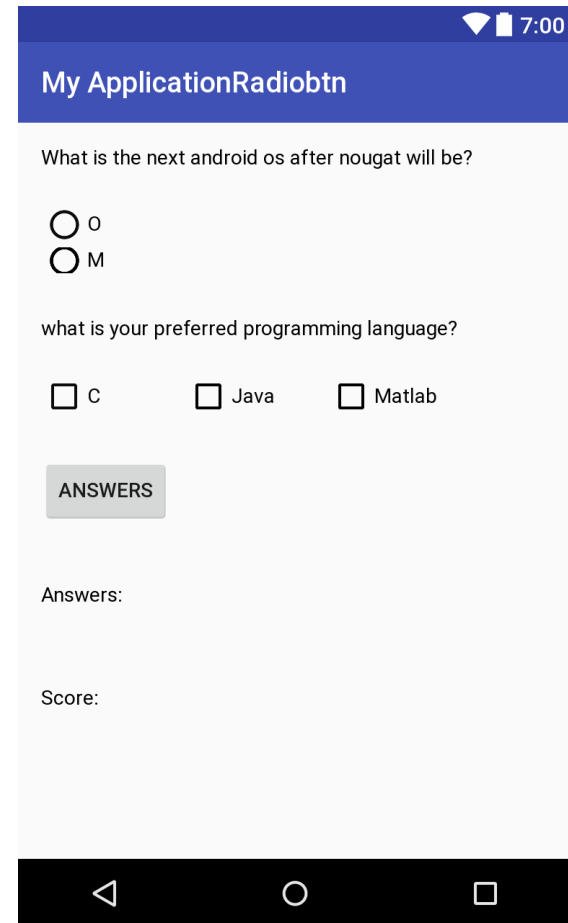 7:00
My ApplicationRadiobtn
What is the next android os after nougat will be?
O
M
what is your preferred programming language?
C Java Matlab
ANSWERS
Answers:
Score: